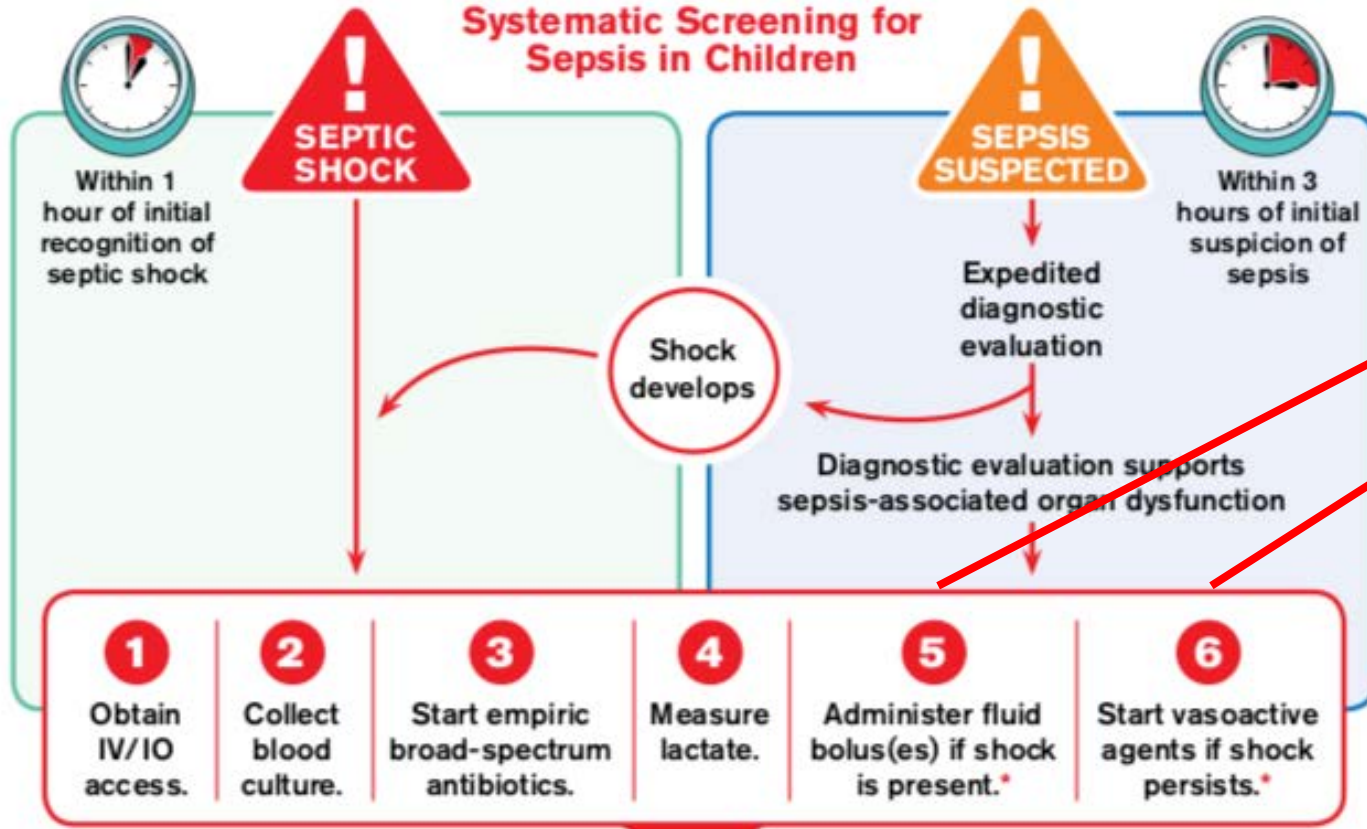 Systematic Screening for
Sepsis in Children
!
SEPTIC
SHOCK
Within 1
hour of initial
recognition of
septic shock
!
SEPSIS
SUSPECTED
Within 3
hours of initial
suspicion of
sepsis
Expedited
diagnostic
evaluation
Shock
develops
Diagnostic evaluation supports
sepsis-associated organ dysfunction
1
Obtain
IV/IO
access.
2
Collect
blood
culture.
3
Start empiric
broad-spectrum
antibiotics.
4
Measure
lactate.
5
Administer fluid
bolus(es) if shock
is present.*
6
Start vasoactive
agents if shock
persists.*